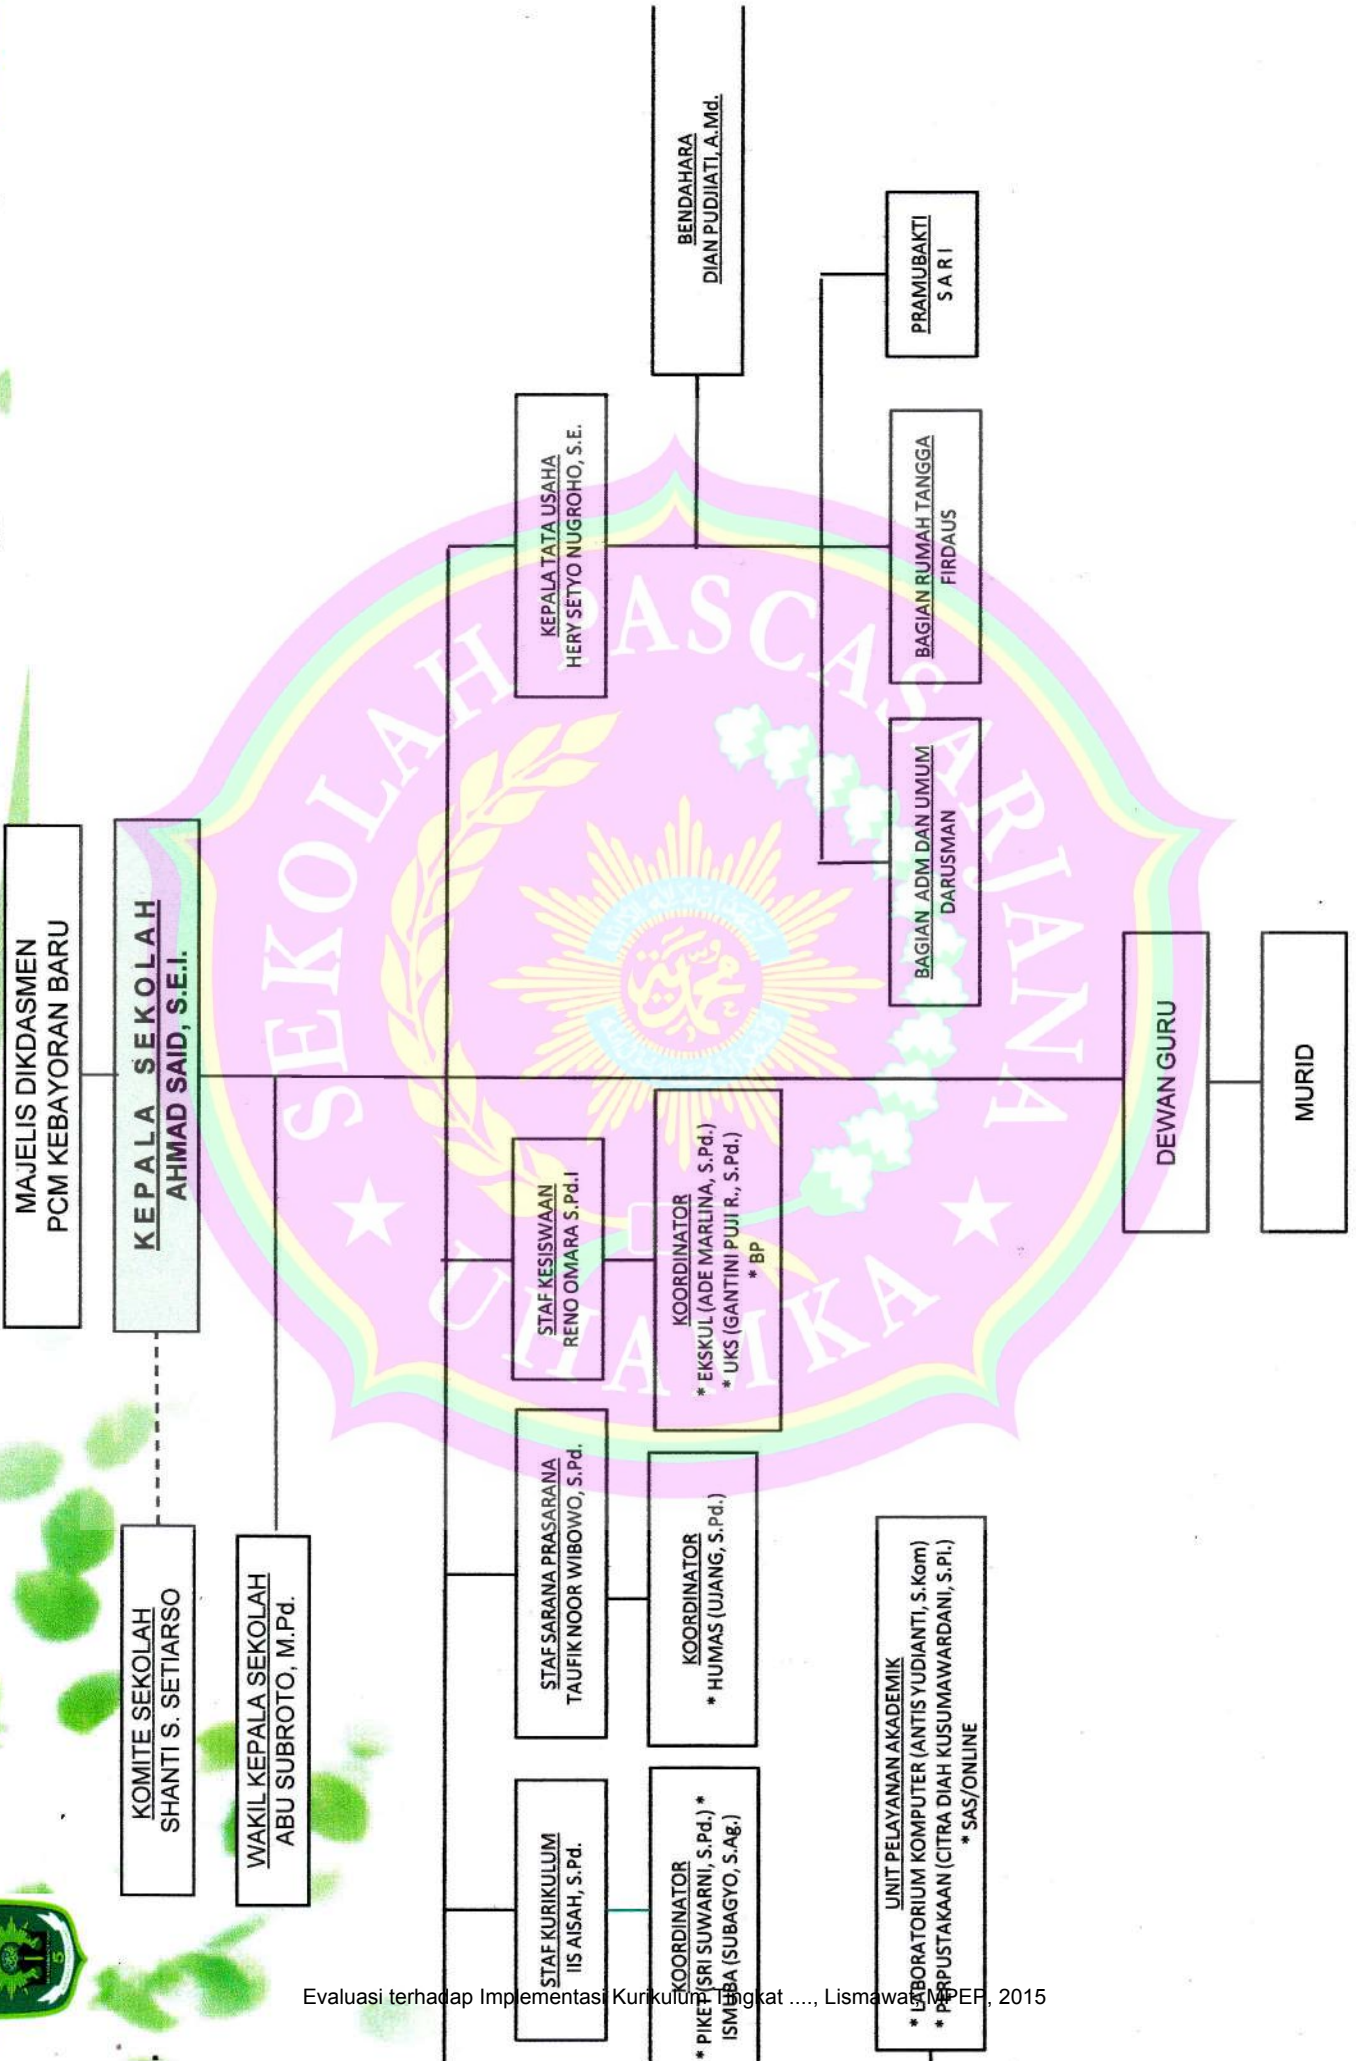 MAJELIS DIKDASMEN
PCM KEBAYORAN BARU
KEPALA SEKOLAH
AHMAD SAID, S.E.I.
KOMITE SEKOLAH
SHANTI S. SETIARSO
WAKIL KEPALA SEKOLAH
ABU SUBROTO, M.Pd.
STAF KURIKULUM
IIS AISAH, S.Pd.
STAF SARANA PRASARANA
TAUFIK NOOR WIBOWO, S.Pd.
STAF KESISWAAN
RENO OMARA S.Pd.I
KEPALA TATA USAHA
HERY SETYO NUGROHO, S.E.
KOORDINATOR
* PIKET (SRI SUWARNI, S.Pd.) *
ISMUBA (SUBAGYO, S.Ag.)
KOORDINATOR
* HUMAS (UJANG, S.Pd.)
KOORDINATOR
* EKSKUL (ADE MARLINA, S.Pd.)
* UKS (GANTINI PUJI R., S.Pd.)
* BP
BENDAHARA
DIAN PUDJIATI, A.Md.
UNIT PELAYANAN AKADEMIK
* LABORATORIUM KOMPUTER (ANTIS YUDIANTI, S.Kom)
* PERPUSTAKAAN (CITRA DIAH KUSUMAWARDANI, S.Pi.)
* SAS/ONLINE
BAGIAN ADM DAN UMUM
DARUSMAN
BAGIAN RUMAH TANGGA
FIRDAUS
PRAMUBAKTI
S A R I
DEWAN GURU
MURID
SEKOLAH PASCASARJANA
UHAMKA
5
Evaluasi terhadap Implementasi Kurikulum Tingkat ...., Lismawati, MPEP, 2015